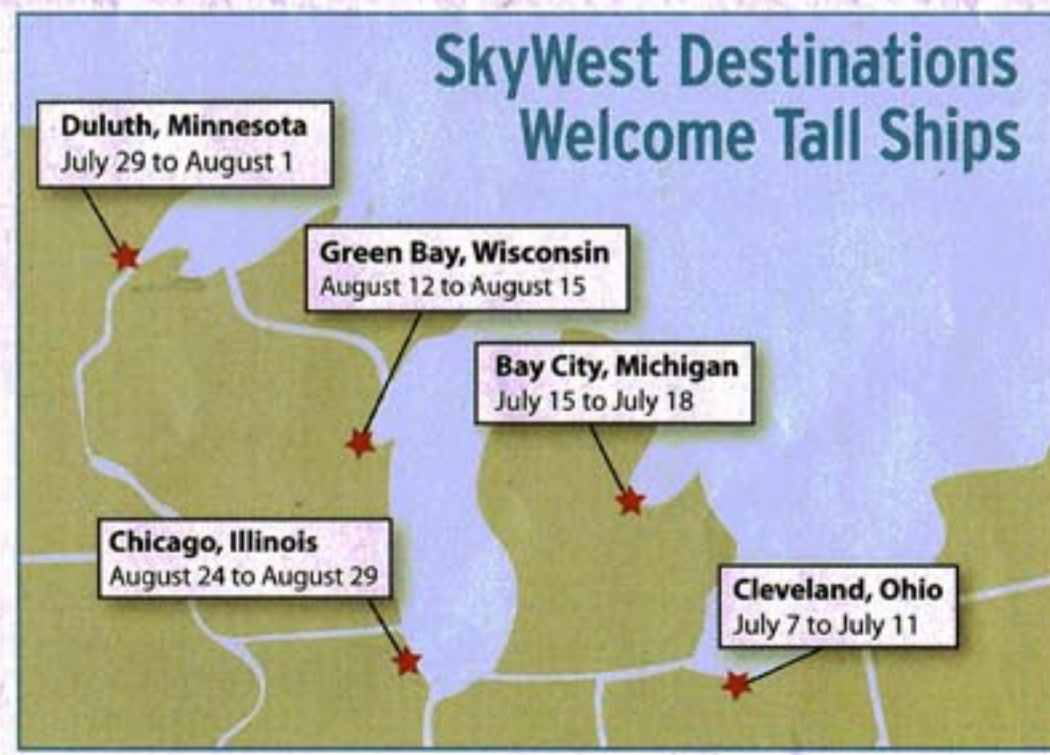 SkyWest Destinations
Welcome Tall Ships
Duluth, Minnesota
July 29 to August 1
Green Bay, Wisconsin
August 12 to August 15
Bay City, Michigan
July 15 to July 18
Chicago, Illinois
August 24 to August 29
Cleveland, Ohio
July 7 to July 11